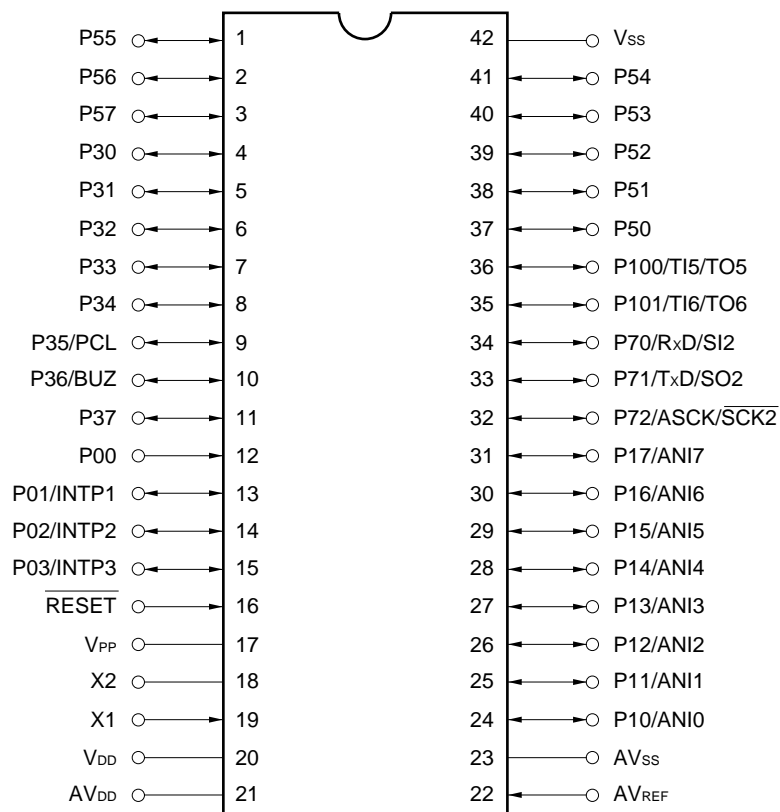 P55 1 42 VSS
P56 2 41 P54
P57 3 40 P53
P30 4 39 P52
P31 5 38 P51
P32 6 37 P50
P33 7 36 P100/TI5/TO5
P34 8 35 P101/TI6/TO6
P35/PCL 9 34 P70/RxD/SI2
P36/BUZ 10 33 P71/TxD/SO2
P37 11 32 P72/ASCK/S̅C̅K̅2̅
P00 12 31 P17/ANI7
P01/INTP1 13 30 P16/ANI6
P02/INTP2 14 29 P15/ANI5
P03/INTP3 15 28 P14/ANI4
R̅E̅S̅E̅T̅ 16 27 P13/ANI3
VPP 17 26 P12/ANI2
X2 18 25 P11/ANI1
X1 19 24 P10/ANI0
VDD 20 23 AVSS
AVDD 21 22 AVREF